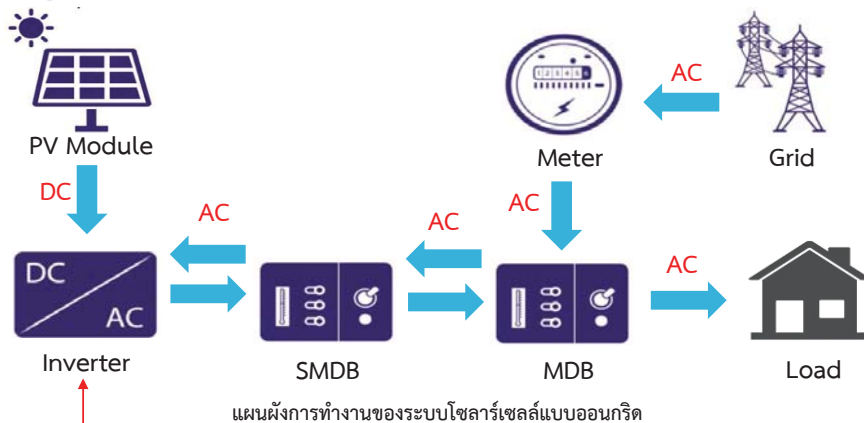 AC
PV Module
Meter
Grid
DC
AC
AC
AC
AC
DC
AC
Inverter
SMDB
MDB
Load
แผนผังการทำงานของระบบโซลาร์เซลล์แบบออนกริด